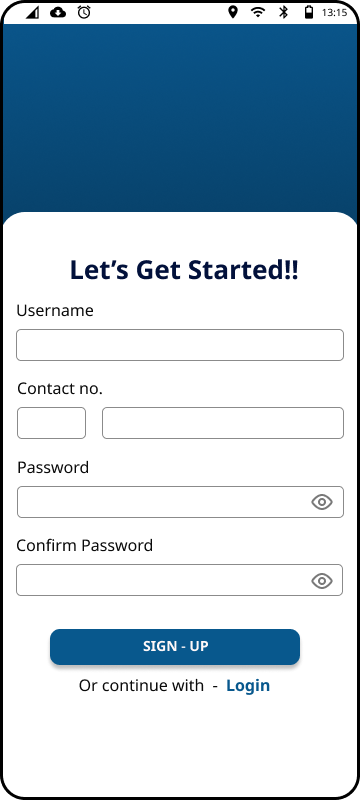 13:15
Let's Get Started!!
Username
Contact no.
Password
Confirm Password
SIGN - UP
Or continue with - Login